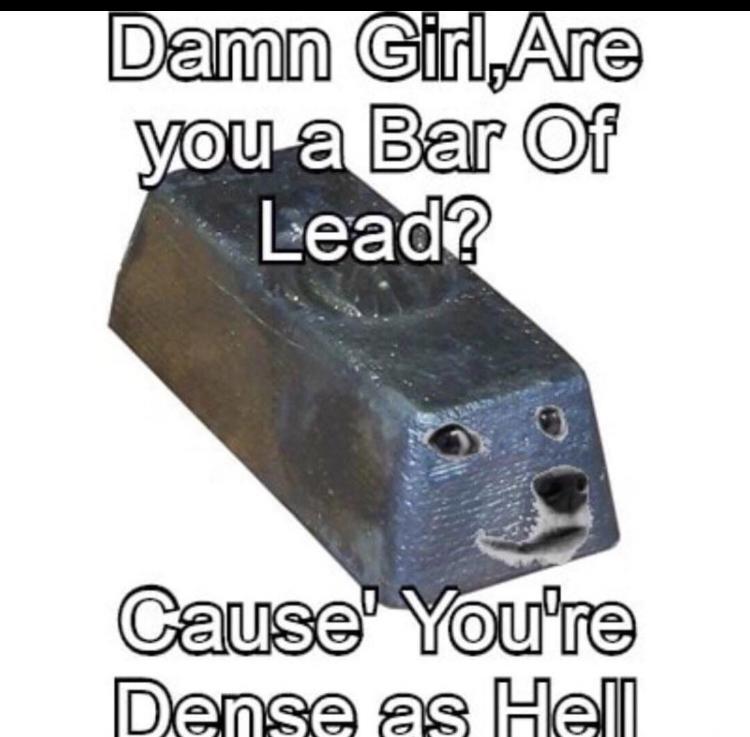 Damn Girl,Are
you a Bar Of
Lead?
Cause' You're
Dense as Hell